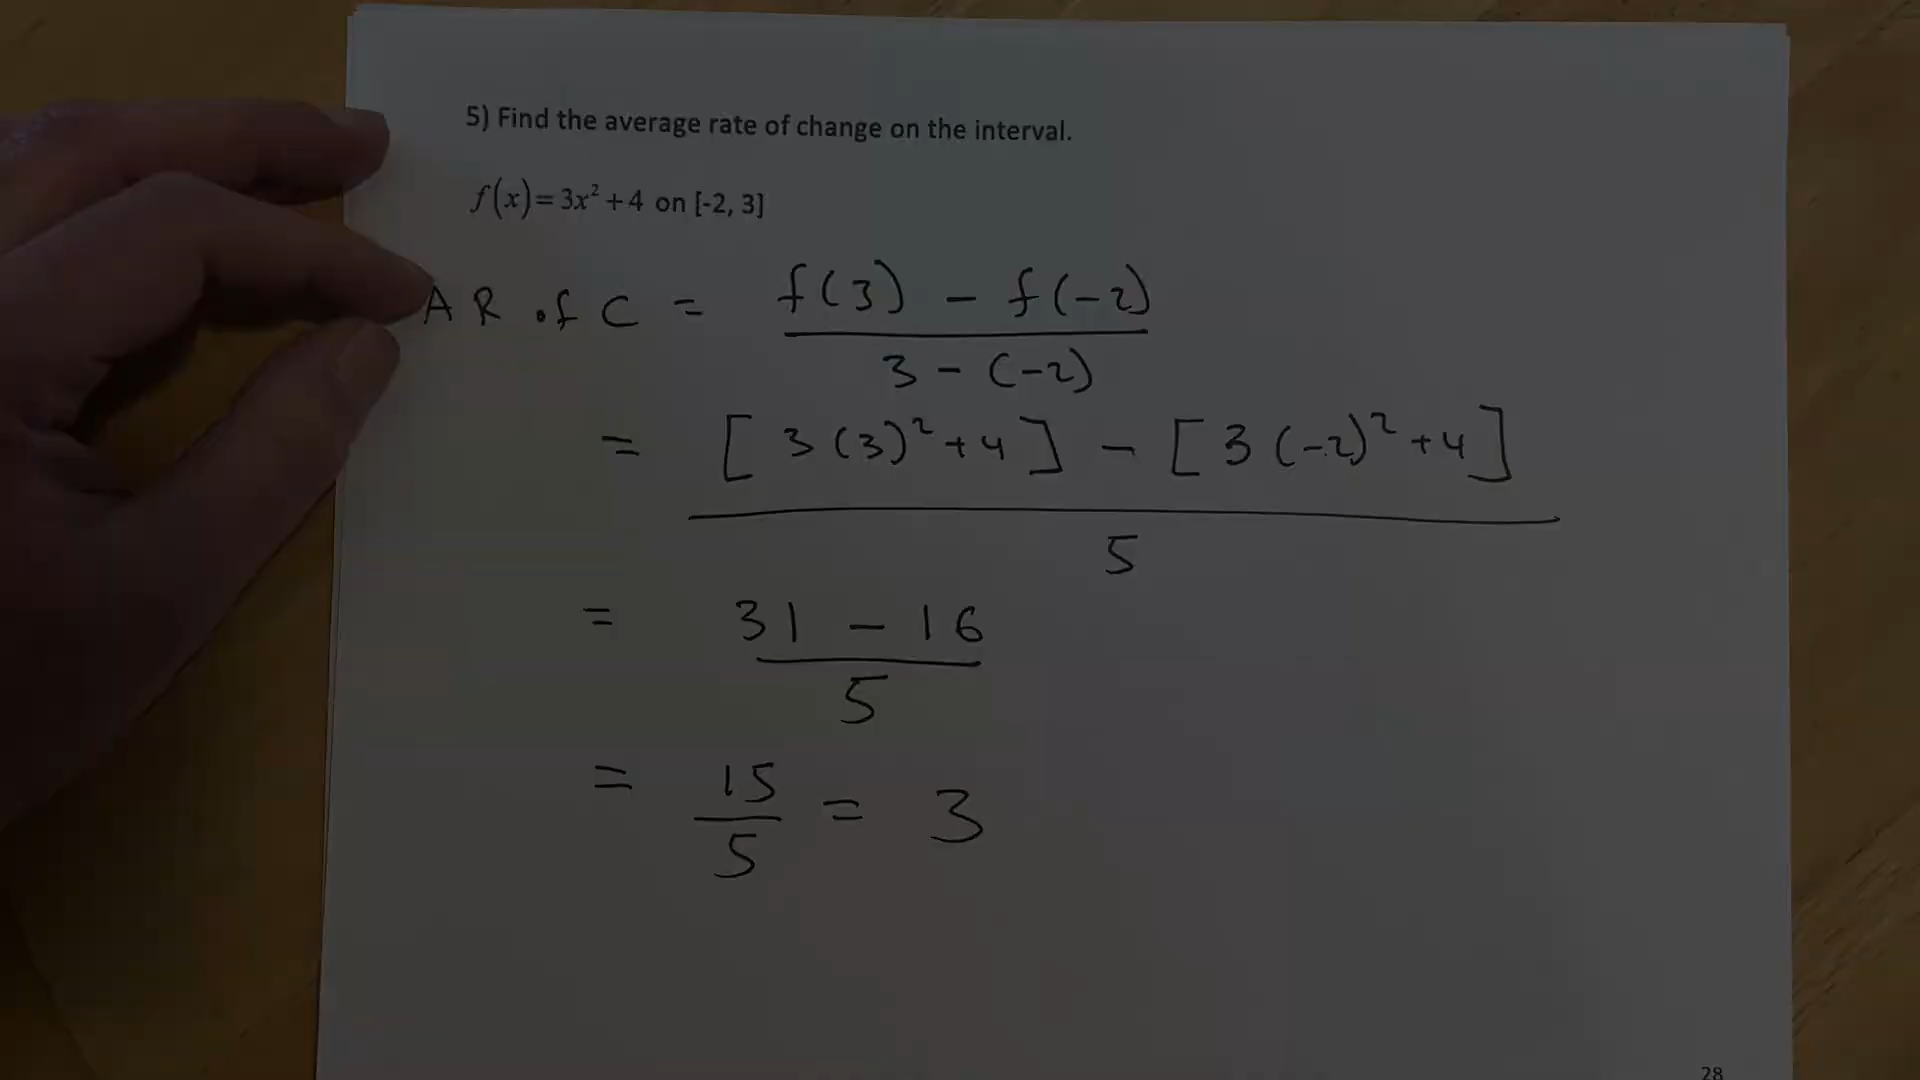 5) Find the average rate of change on the interval.
f(x) = 3x² + 4 on [-2, 3]
AR of C = f(3) - f(-2)
3 - (-2)
= [3(3)² + 4] - [3(-2)² + 4]
5
= 31 - 16
5
= 15
5
= 3
28